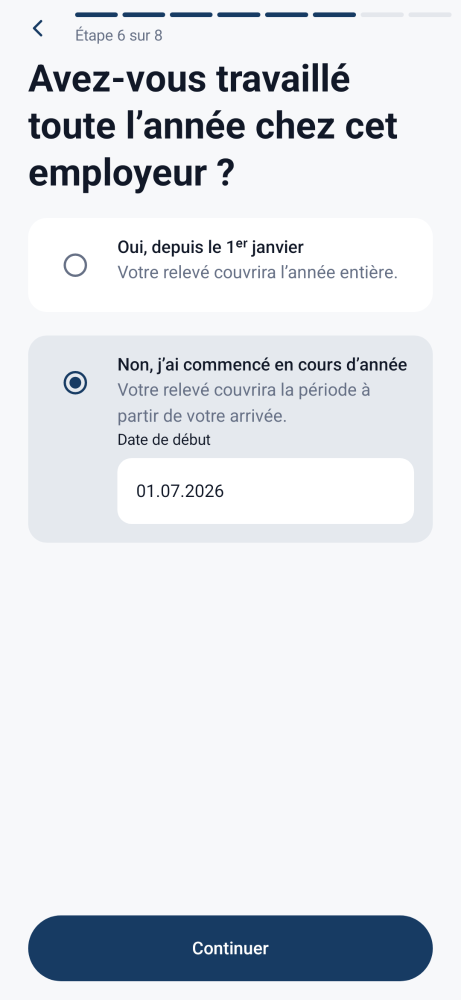 Étape 6 sur 8
Avez-vous travaillé
toute l’année chez cet
employeur ?
Oui, depuis le 1er janvier
Votre relevé couvrira l’année entière.
Non, j’ai commencé en cours d’année
Votre relevé couvrira la période à
partir de votre arrivée.
Date de début
01.07.2026
Continuer